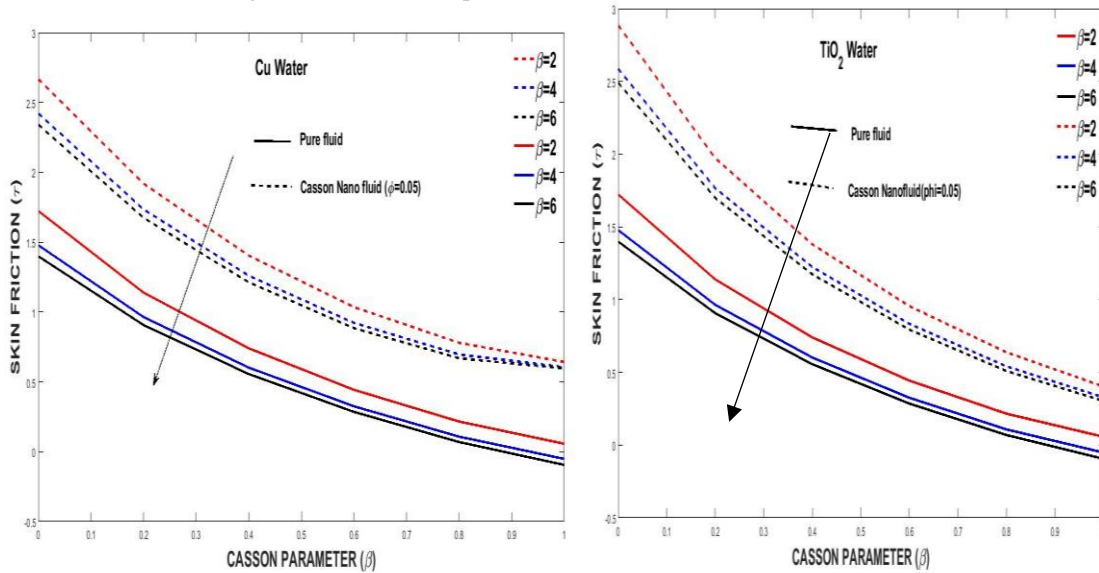 Cu Water
Pure fluid
Casson Nano fluid (ϕ=0.05)
β=2
β=4
β=6
β=2
β=4
β=6
SKIN FRICTION (τ)
3
2.5
2
1.5
1
0.5
0
-0.5
0 0.1 0.2 0.3 0.4 0.5 0.6 0.7 0.8 0.9 1
CASSON PARAMETER (β)
TiO2 Water
Pure fluid
Casson Nanofluid(phi=0.05)
β=2
β=4
β=6
β=2
β=4
β=6
SKIN FRICTION (τ)
3
2.5
2
1.5
1
0.5
0
-0.5
0 0.1 0.2 0.3 0.4 0.5 0.6 0.7 0.8 0.9
CASSON PARAMETER (β)